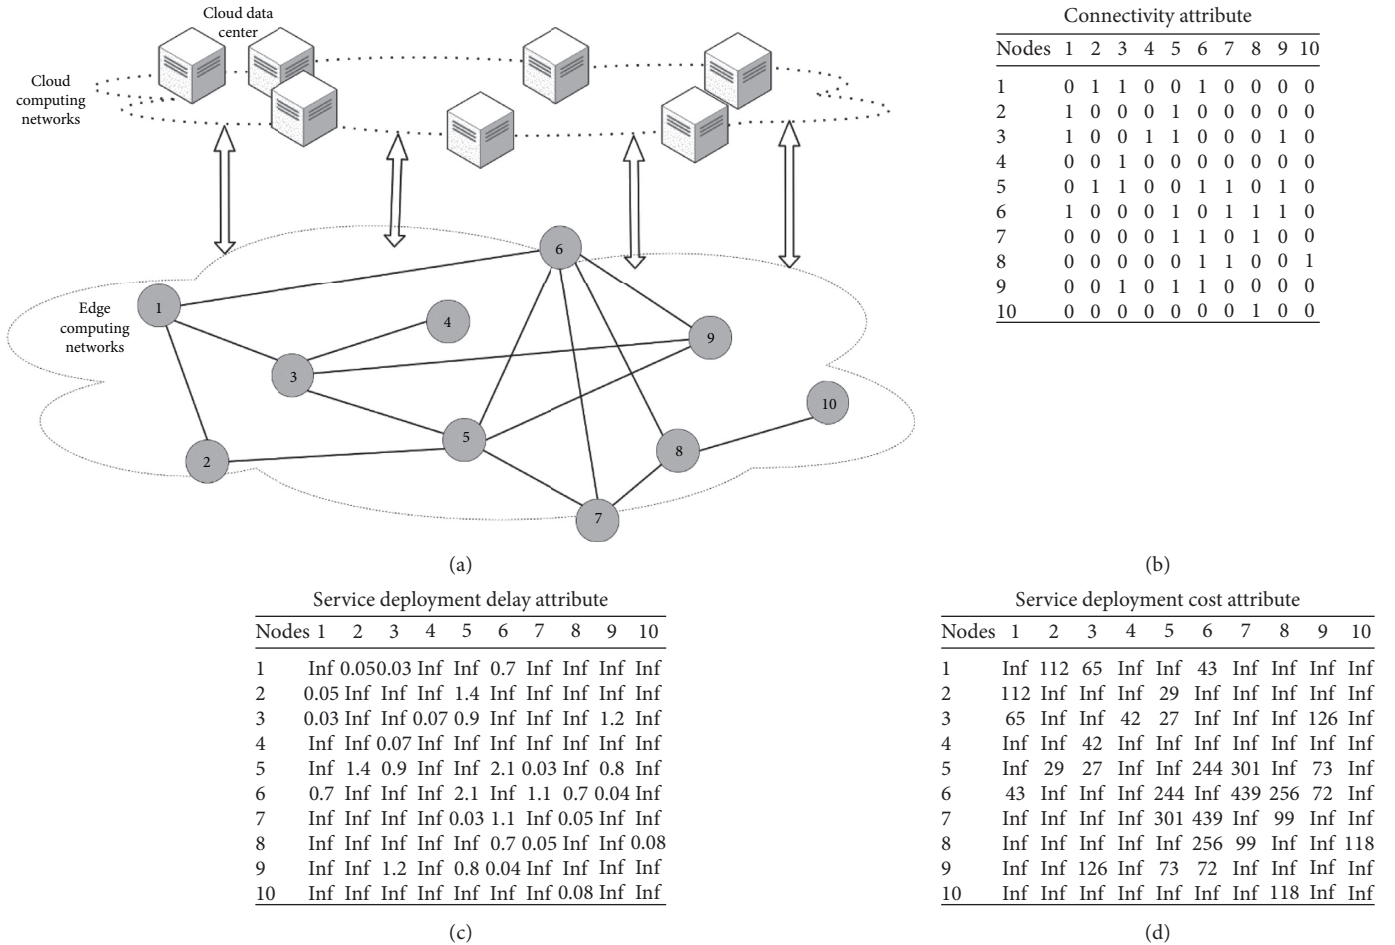 Cloud data
center
Cloud
computing
networks
Edge
computing
networks
1
2
3
4
5
6
7
8
9
10
(a)
Connectivity attribute
Nodes 1 2 3 4 5 6 7 8 9 10
1 0 1 1 0 0 1 0 0 0 0
2 1 0 0 0 1 0 0 0 0 0
3 1 0 0 1 1 0 0 0 1 0
4 0 0 1 0 0 0 0 0 0 0
5 0 1 1 0 0 1 1 0 1 0
6 1 0 0 0 1 0 1 1 1 0
7 0 0 0 0 1 1 0 1 0 0
8 0 0 0 0 0 1 1 0 0 1
9 0 0 1 0 1 1 0 0 0 0
10 0 0 0 0 0 0 0 1 0 0
(b)
Service deployment delay attribute
Nodes 1 2 3 4 5 6 7 8 9 10
1 Inf 0.05 0.03 Inf Inf 0.7 Inf Inf Inf Inf
2 0.05 Inf Inf Inf 1.4 Inf Inf Inf Inf Inf
3 0.03 Inf Inf 0.07 0.9 Inf Inf Inf 1.2 Inf
4 Inf Inf 0.07 Inf Inf Inf Inf Inf Inf Inf
5 Inf 1.4 0.9 Inf Inf 2.1 0.03 Inf 0.8 Inf
6 0.7 Inf Inf Inf 2.1 Inf 1.1 0.7 0.04 Inf
7 Inf Inf Inf Inf 0.03 1.1 Inf 0.05 Inf Inf
8 Inf Inf Inf Inf Inf 0.7 0.05 Inf Inf 0.08
9 Inf Inf 1.2 Inf 0.8 0.04 Inf Inf Inf Inf
10 Inf Inf Inf Inf Inf Inf Inf 0.08 Inf Inf
(c)
Service deployment cost attribute
Nodes 1 2 3 4 5 6 7 8 9 10
1 Inf 112 65 Inf Inf 43 Inf Inf Inf Inf
2 112 Inf Inf Inf 29 Inf Inf Inf Inf Inf
3 65 Inf Inf 42 27 Inf Inf Inf 126 Inf
4 Inf Inf 42 Inf Inf Inf Inf Inf Inf Inf
5 Inf 29 27 Inf Inf 244 301 Inf 73 Inf
6 43 Inf Inf Inf 244 Inf 439 256 72 Inf
7 Inf Inf Inf Inf 301 439 Inf 99 Inf Inf
8 Inf Inf Inf Inf Inf 256 99 Inf Inf 118
9 Inf Inf 126 Inf 73 72 Inf Inf Inf Inf
10 Inf Inf Inf Inf Inf Inf Inf 118 Inf Inf
(d)